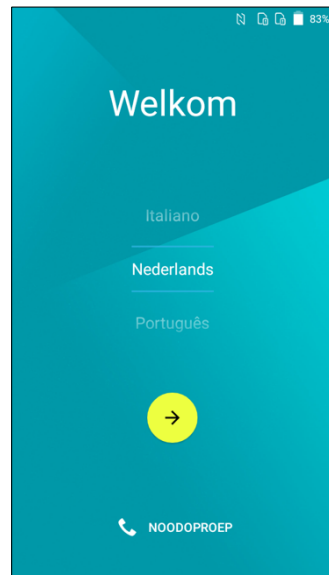 83%
Welkom
Italiano
Nederlands
Português
NOODOPROEP